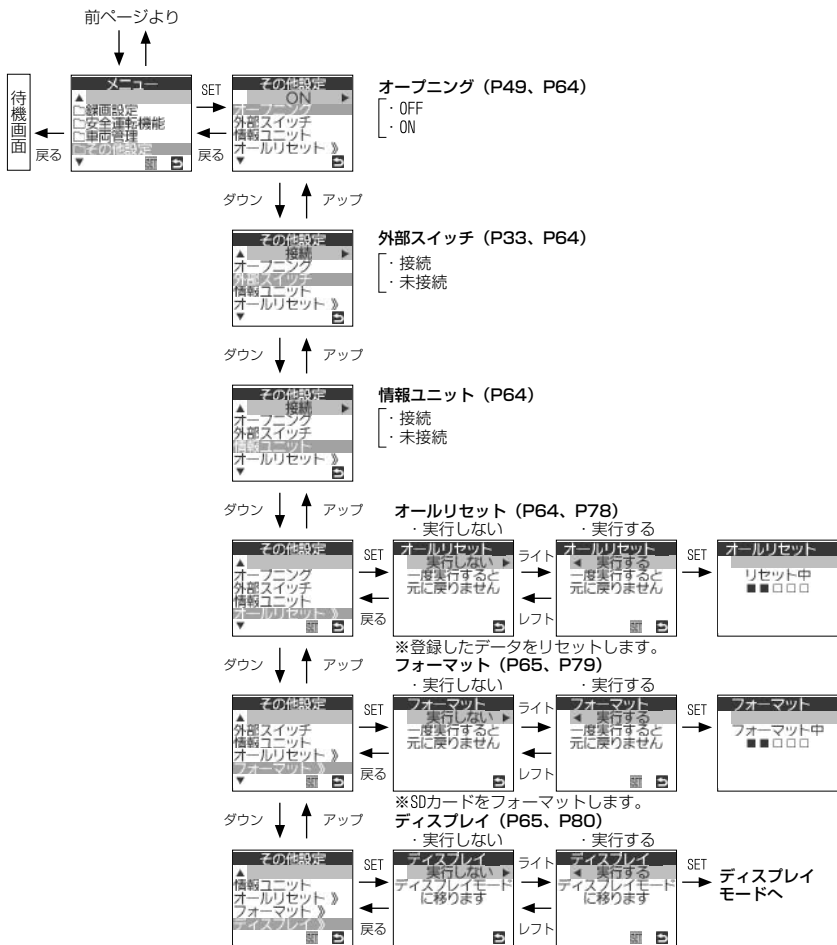 前ページより
待機画面
戻る
メニュー
録画設定
安全運転機能
車両管理
その他設定
SET
戻る
その他設定
ON
オープニング
外部スイッチ
情報ユニット
オールリセット 》
オープニング（P49、P64）
・OFF
・ON
ダウン
アップ
その他設定
接続
オープニング
外部スイッチ
情報ユニット
オールリセット 》
外部スイッチ（P33、P64）
・接続
・未接続
ダウン
アップ
その他設定
接続
オープニング
外部スイッチ
情報ユニット
オールリセット 》
情報ユニット（P64）
・接続
・未接続
ダウン
アップ
オールリセット（P64、P78）
・実行しない
・実行する
その他設定
オープニング
外部スイッチ
情報ユニット
オールリセット 》
SET
SET
戻る
オールリセット
実行しない
一度実行すると
元に戻りません
ライト
レフト
オールリセット
実行する
一度実行すると
元に戻りません
SET
SET
オールリセット
リセット中
※登録したデータをリセットします。
ダウン
アップ
フォーマット（P65、P79）
・実行しない
・実行する
その他設定
外部スイッチ
情報ユニット
オールリセット 》
フォーマット 》
SET
SET
戻る
フォーマット
実行しない
一度実行すると
元に戻りません
ライト
レフト
フォーマット
実行する
一度実行すると
元に戻りません
SET
SET
フォーマット
フォーマット中
※SDカードをフォーマットします。
ダウン
アップ
ディスプレイ（P65、P80）
・実行しない
・実行する
その他設定
情報ユニット
オールリセット 》
フォーマット 》
ディスプレイ 》
SET
SET
戻る
ディスプレイ
実行しない
ディスプレイモード
に移ります
ライト
レフト
ディスプレイ
実行する
ディスプレイモード
に移ります
SET
SET
ディスプレイ
モードへ